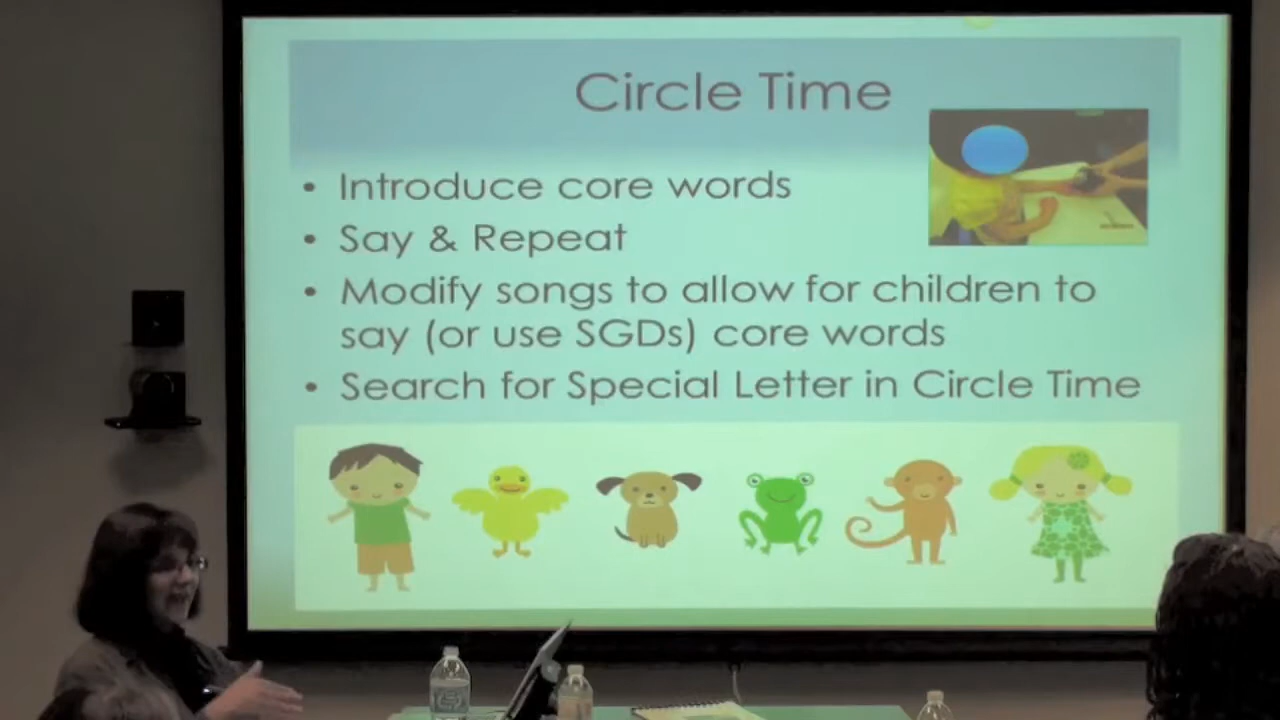 Circle Time
• Introduce core words
• Say & Repeat
• Modify songs to allow for children to
say (or use SGDs) core words
• Search for Special Letter in Circle Time